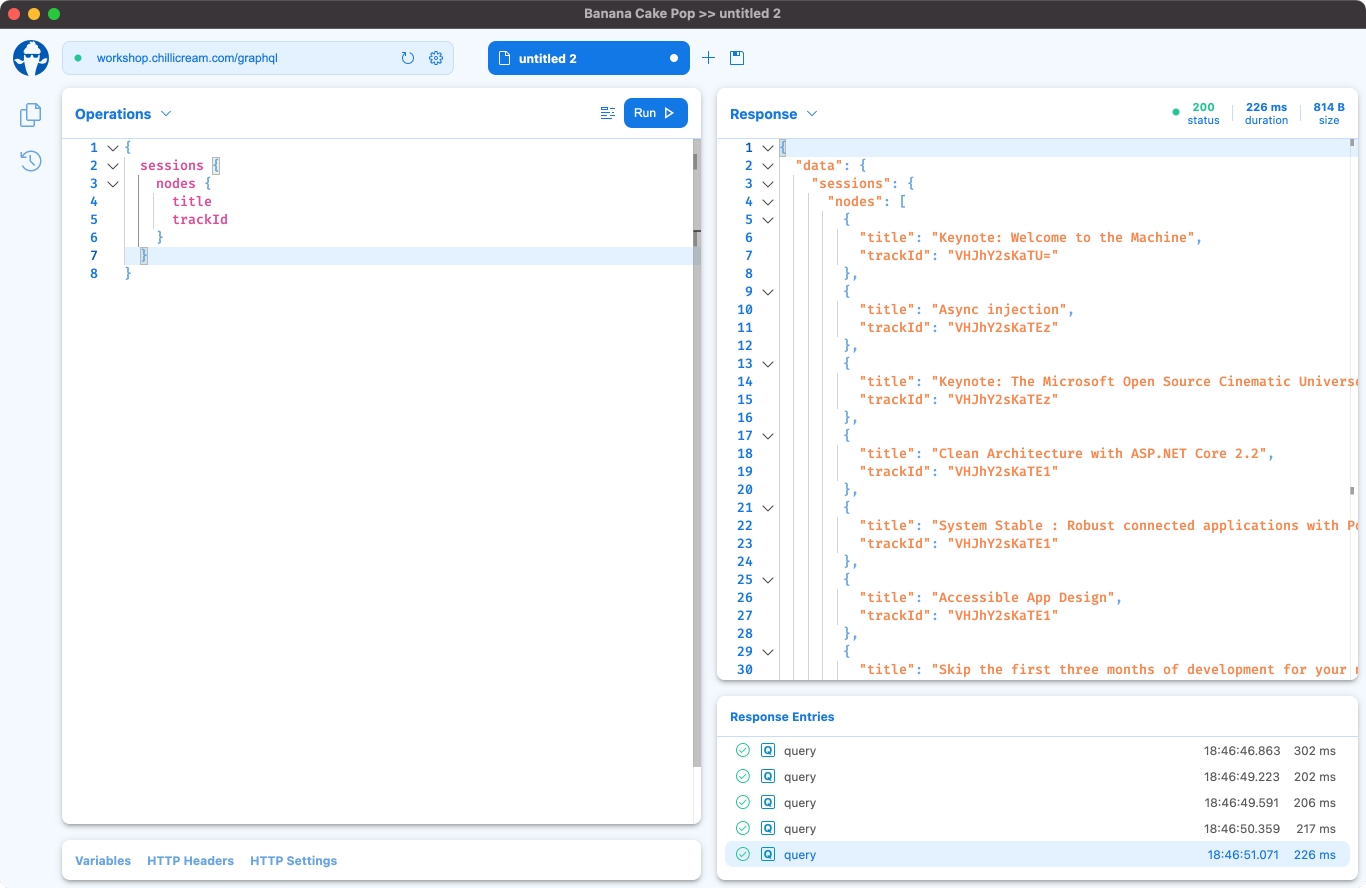 Banana Cake Pop >> untitled 2
workshop.chillicream.com/graphql
untitled 2
Operations
Run
1 {
2 sessions {
3 nodes {
4 title
5 trackId
6 }
7 }
8 }
Variables HTTP Headers HTTP Settings
Response
200 status
226 ms duration
814 B size
1 {
2 "data": {
3 "sessions": {
4 "nodes": [
5 {
6 "title": "Keynote: Welcome to the Machine",
7 "trackId": "VHJhY2sKaTU="
8 },
9 {
10 "title": "Async injection",
11 "trackId": "VHJhY2sKaTEz"
12 },
13 {
14 "title": "Keynote: The Microsoft Open Source Cinematic Universe
15 "trackId": "VHJhY2sKaTEz"
16 },
17 {
18 "title": "Clean Architecture with ASP.NET Core 2.2",
19 "trackId": "VHJhY2sKaTE1"
20 },
21 {
22 "title": "System Stable : Robust connected applications with
23 "trackId": "VHJhY2sKaTE1"
24 },
25 {
26 "title": "Accessible App Design",
27 "trackId": "VHJhY2sKaTE1"
28 },
29 {
30 "title": "Skip the first three months of development for your
Response Entries
Q query 18:46:46.863 302 ms
Q query 18:46:49.223 202 ms
Q query 18:46:49.591 206 ms
Q query 18:46:50.359 217 ms
Q query 18:46:51.071 226 ms